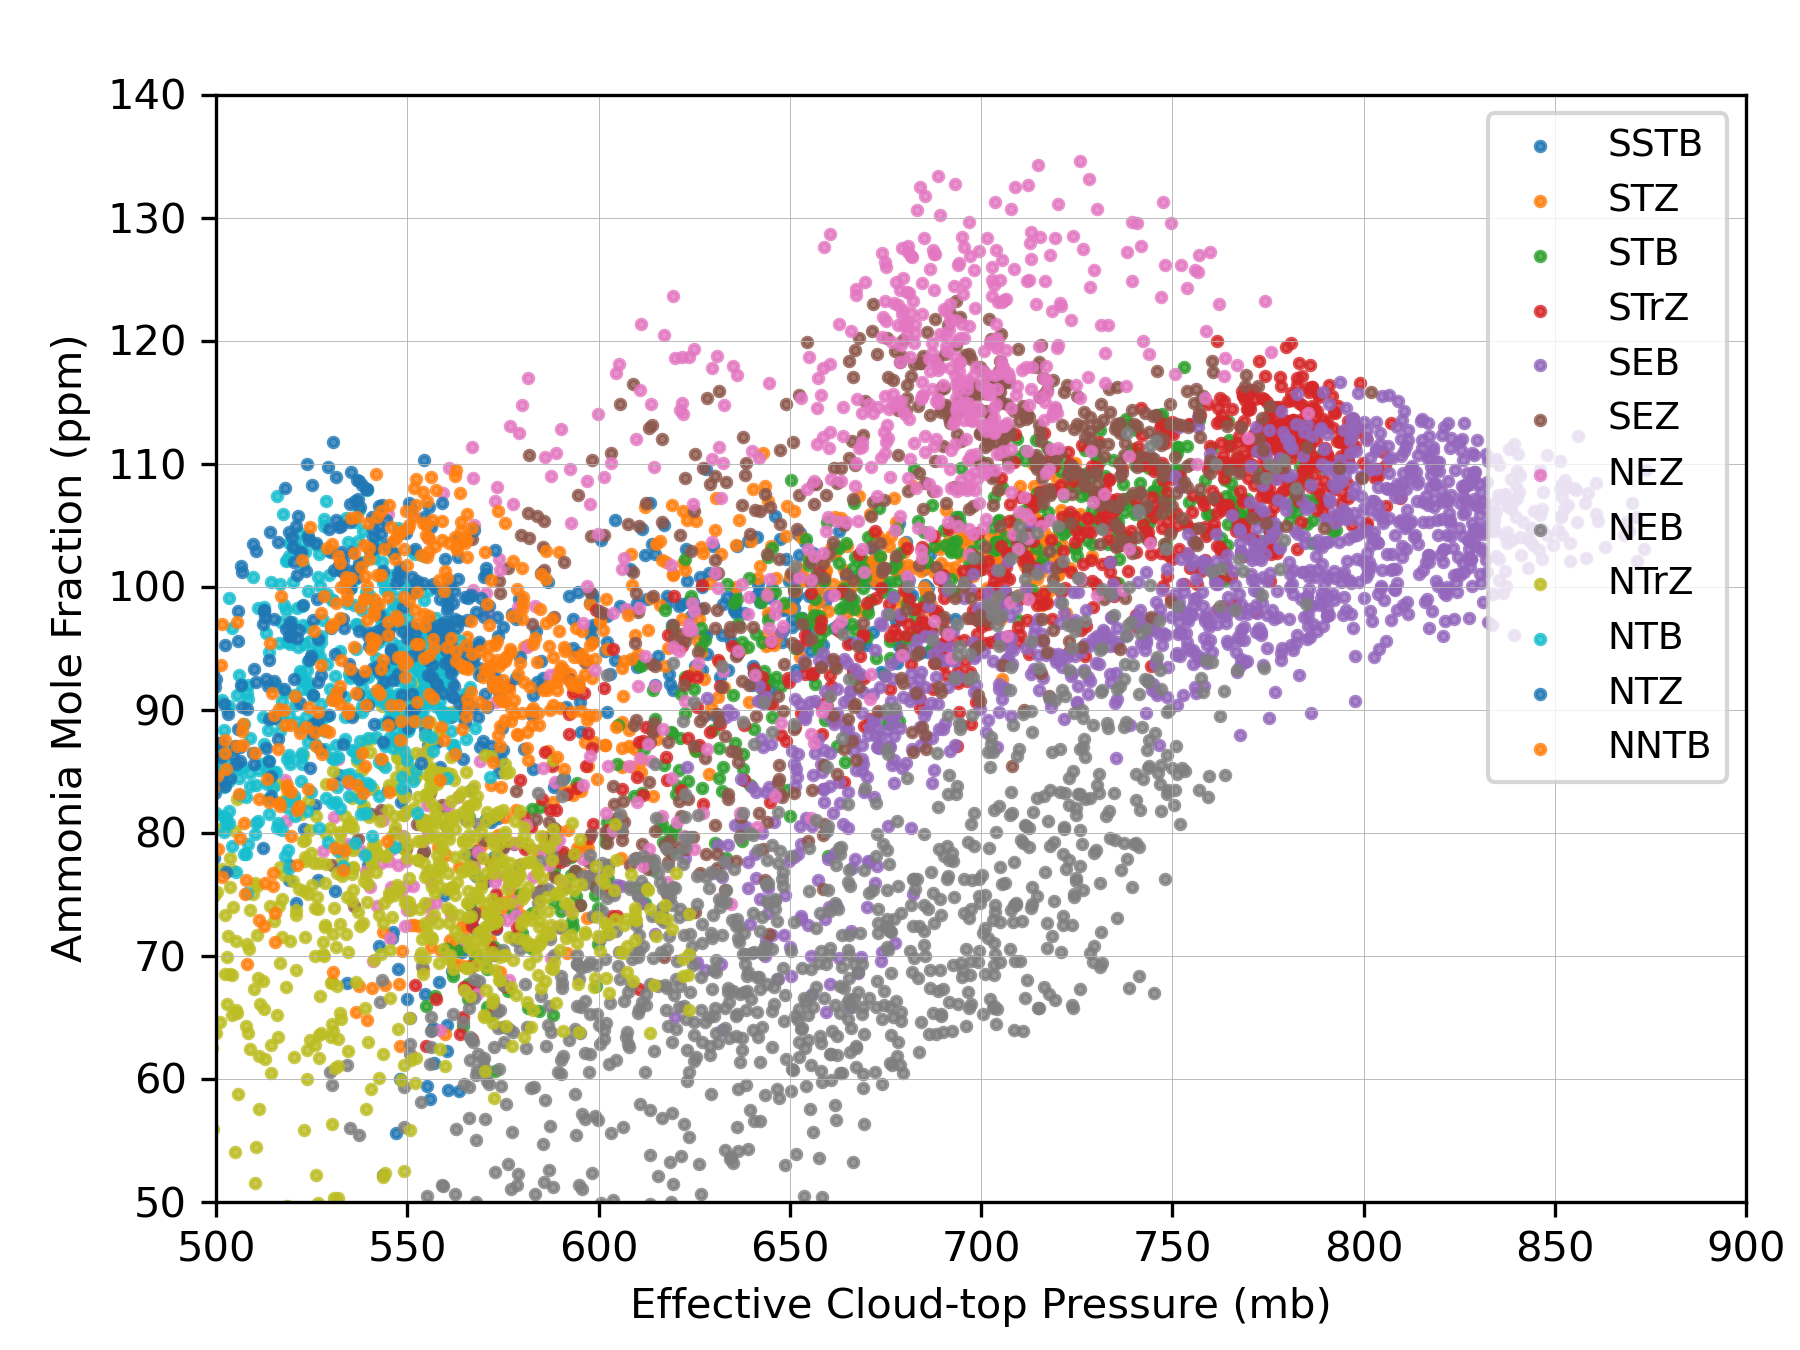 140
130
120
110
100
90
80
70
60
50
Ammonia Mole Fraction (ppm)
500 550 600 650 700 750 800 850 900
Effective Cloud-top Pressure (mb)
SSTB
STZ
STB
STrZ
SEB
SEZ
NEZ
NEB
NTrZ
NTB
NTZ
NNTB